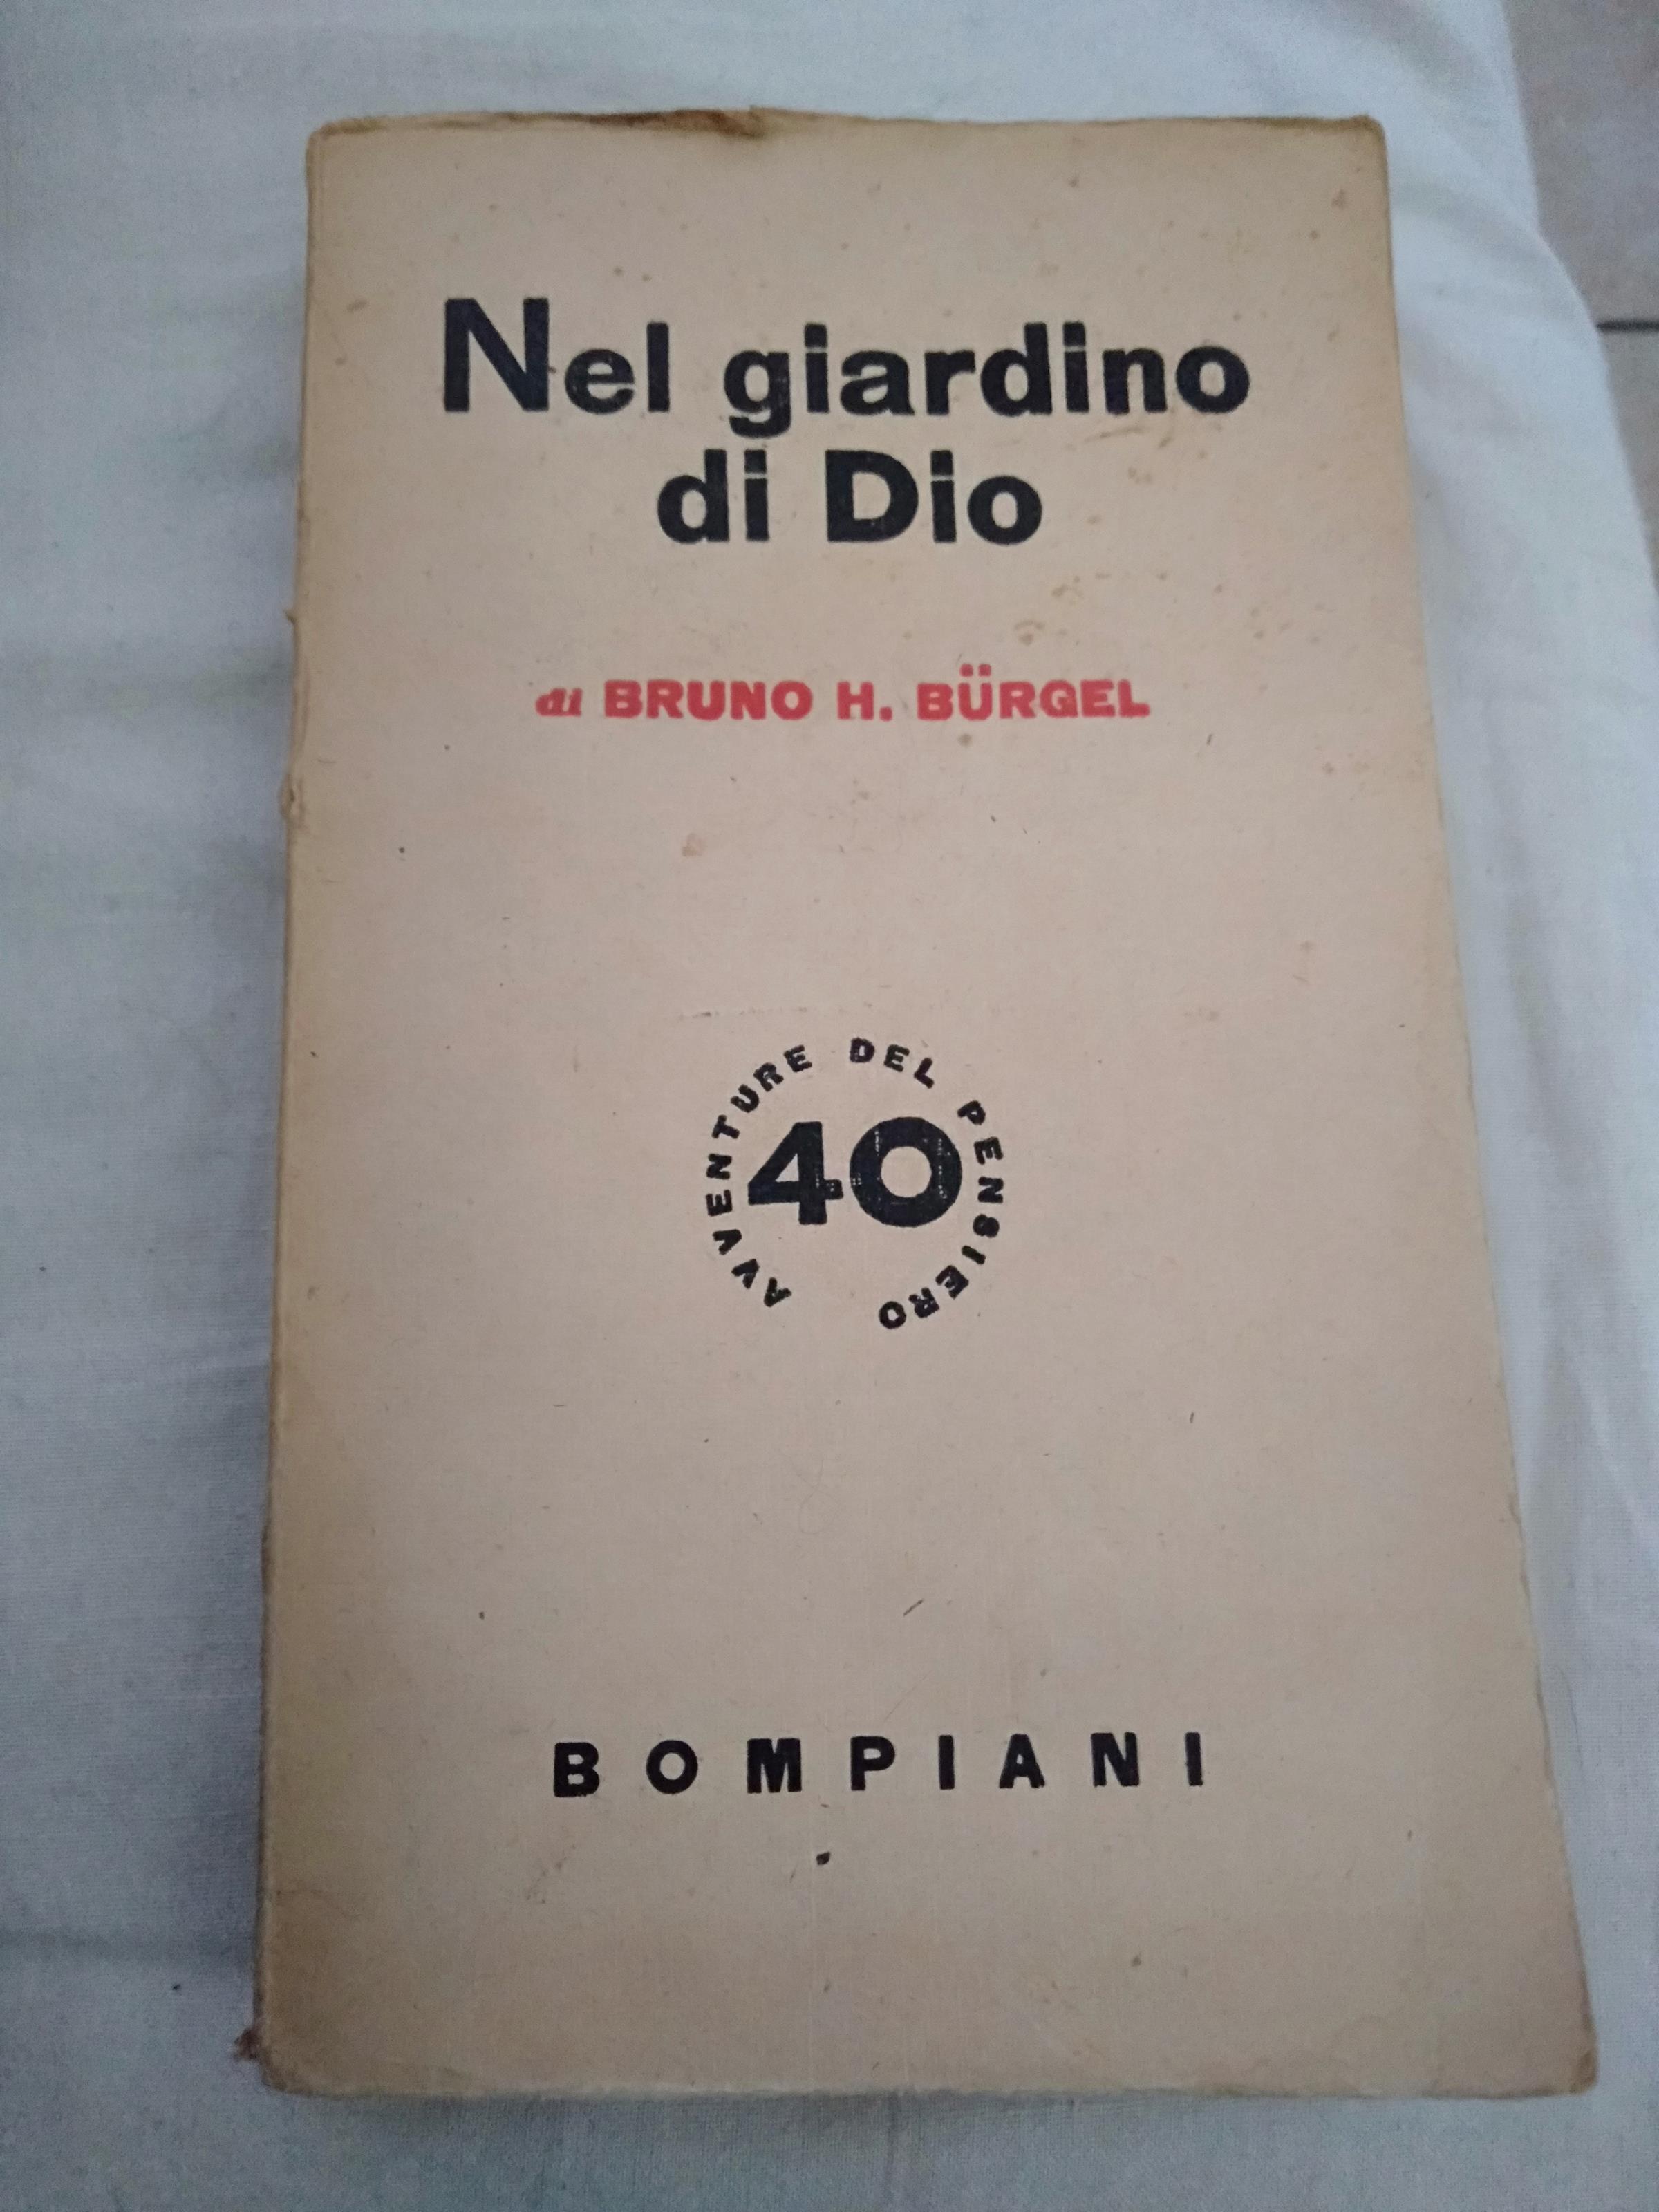 Nel giardino
di Dio
di BRUNO H. BÜRGEL
AVVENTURE DEL PENSIERO
40
BOMPIANI